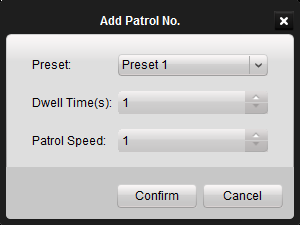 Add Patrol No.
Preset: Preset 1
Dwell Time(s): 1
Patrol Speed: 1
Confirm Cancel